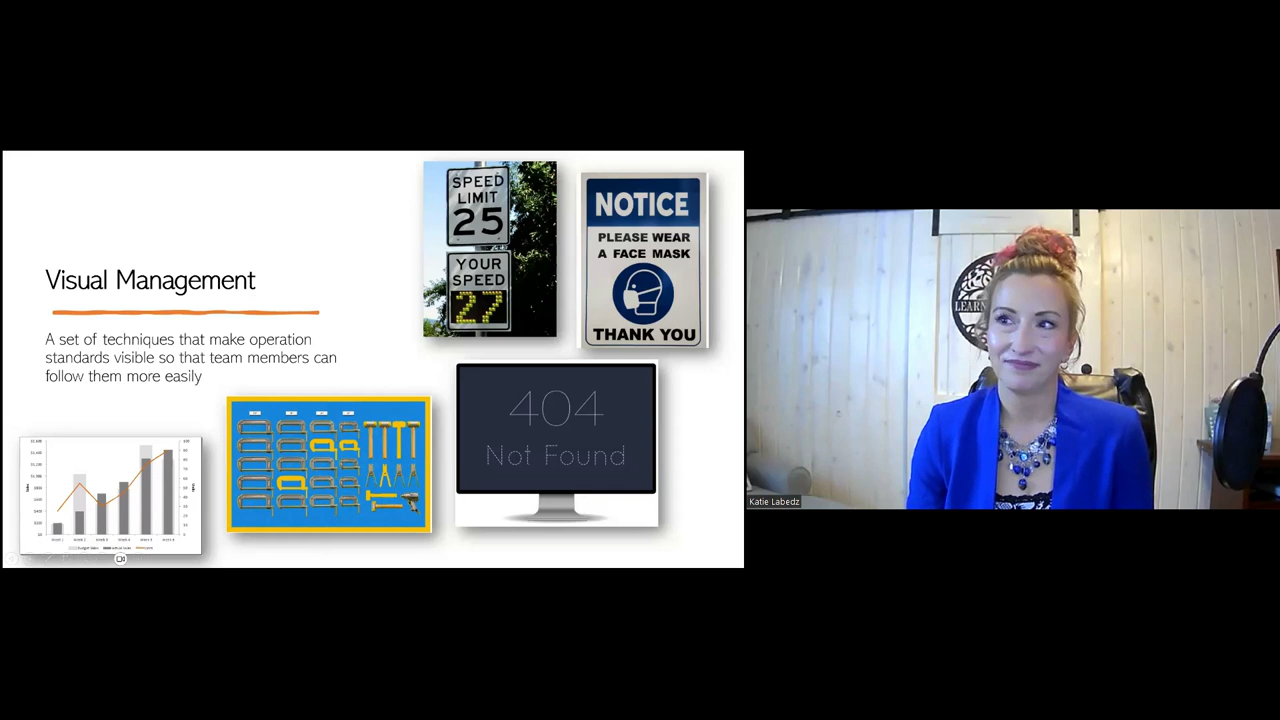 Visual Management
A set of techniques that make operation
standards visible so that team members can
follow them more easily
SPEED
LIMIT
25
YOUR
SPEED
27
NOTICE
PLEASE WEAR
A FACE MASK
THANK YOU
404
Not Found
LEARN
Katie Labedz